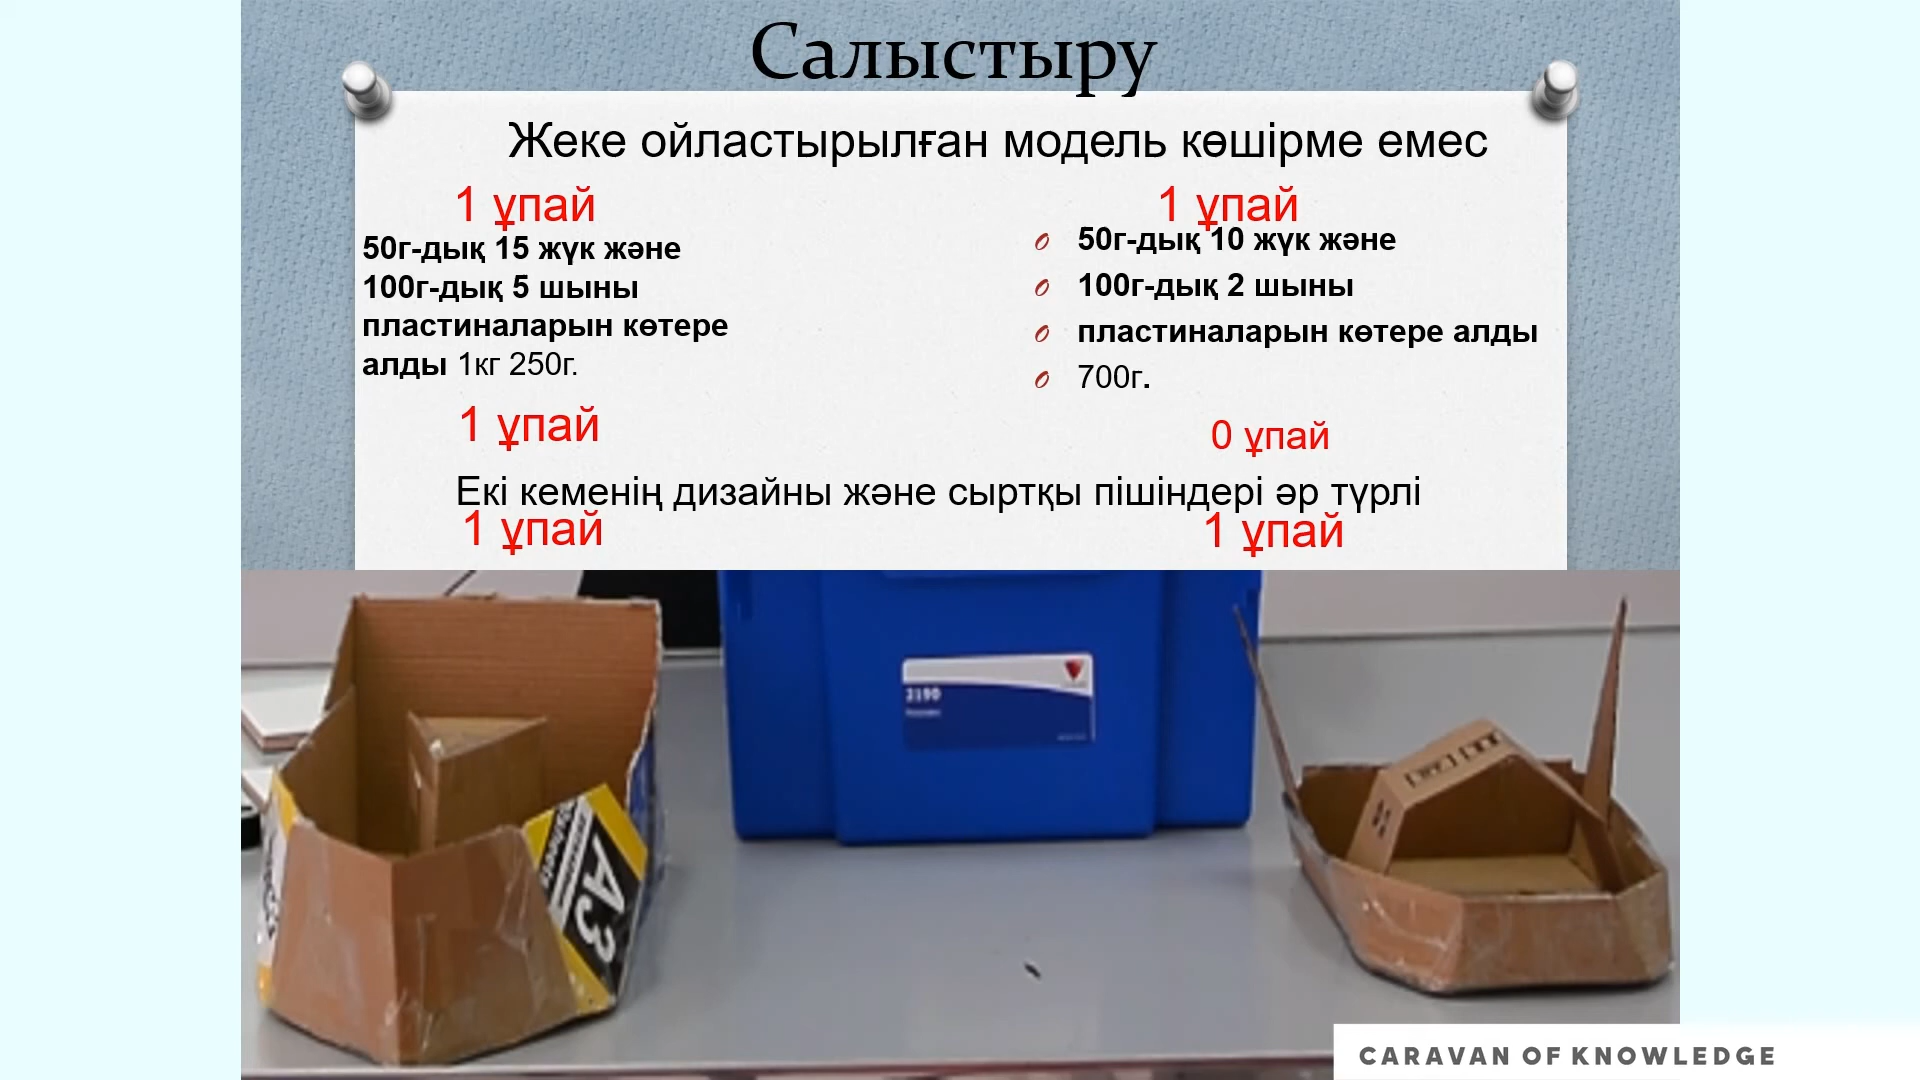 Салыстыру
Жеке ойластырылған модель көшірме емес
1 ұпай
1 ұпай
50г-дық 15 жүк және
100г-дық 5 шыны
пластиналарын көтере
алды 1кг 250г.
50г-дық 10 жүк және
100г-дық 2 шыны
пластиналарын көтере алды
700г.
1 ұпай
0 ұпай
Екі кеменің дизайны және сыртқы пішіндері әр түрлі
1 ұпай
1 ұпай
2190
A3
CARAVAN OF KNOWLEDGE